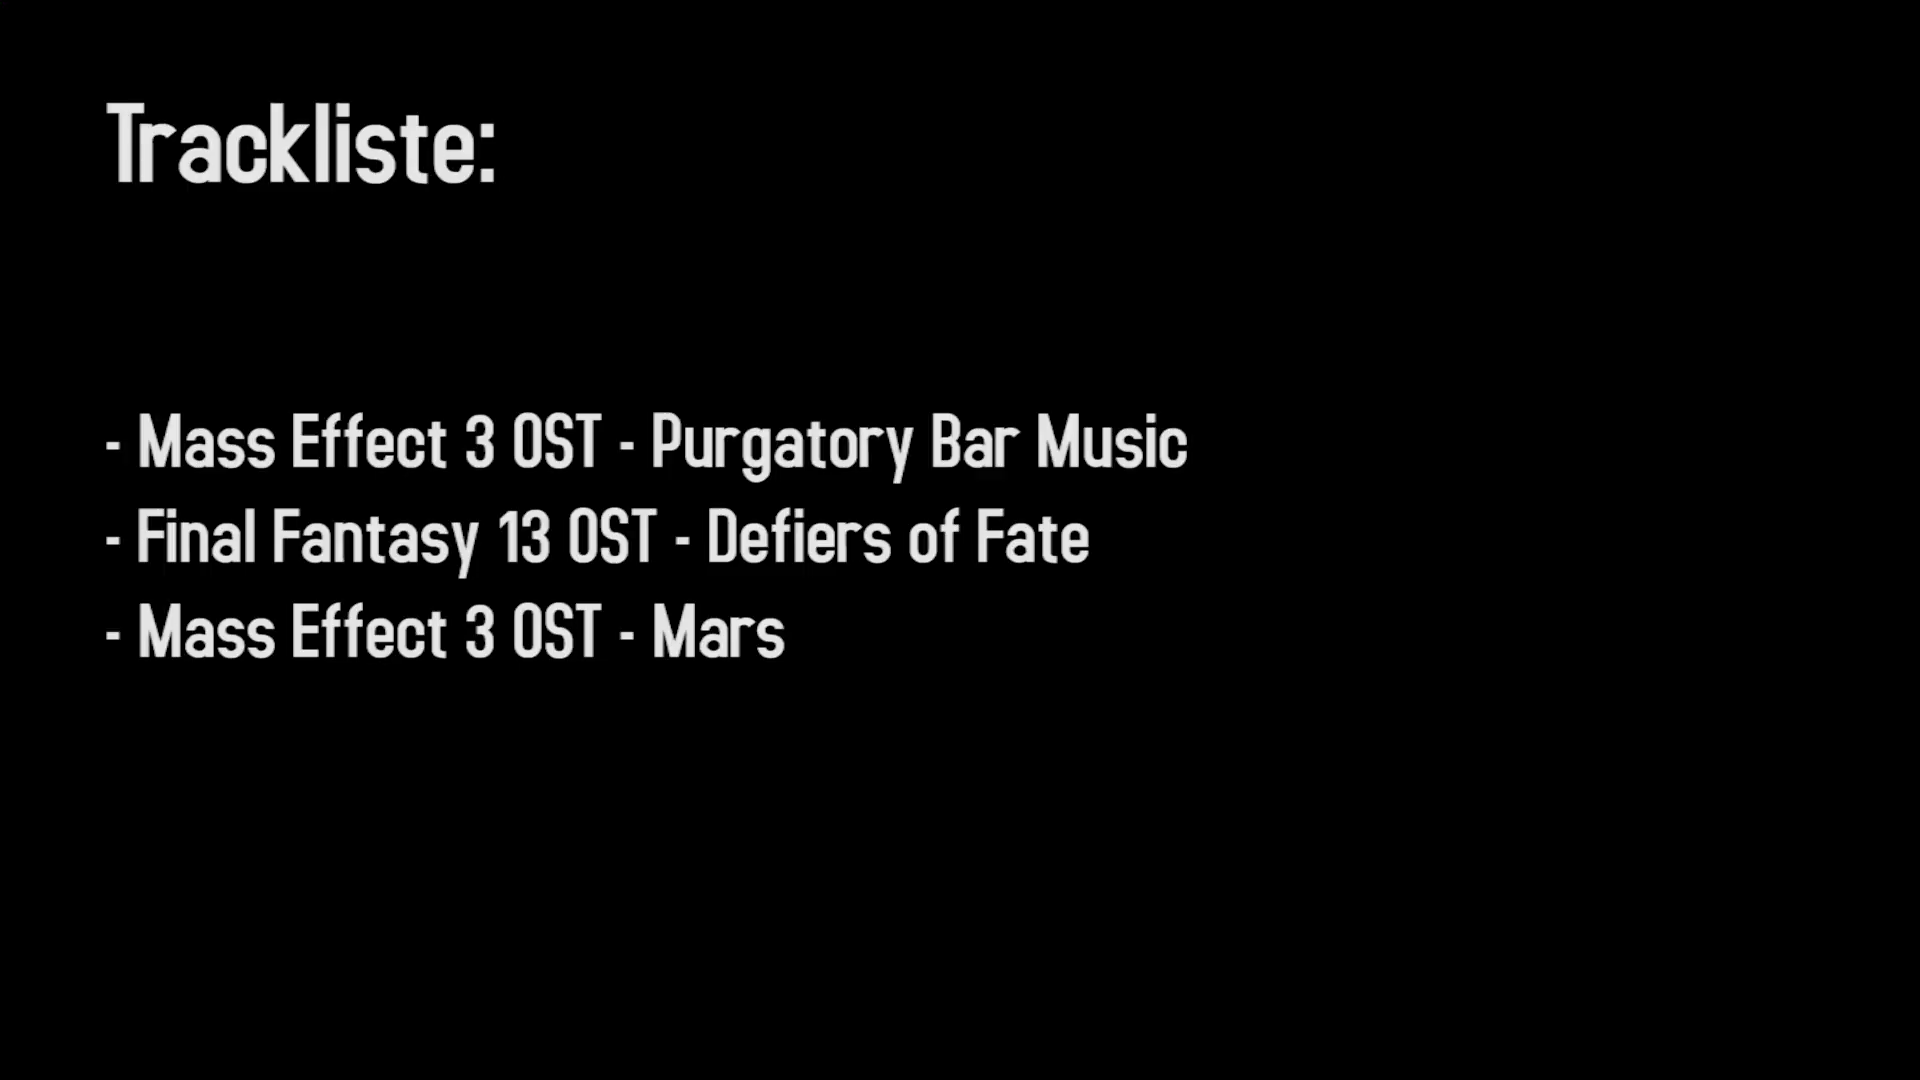 Trackliste:
- Mass Effect 3 OST - Purgatory Bar Music
- Final Fantasy 13 OST - Defiers of Fate
- Mass Effect 3 OST - Mars